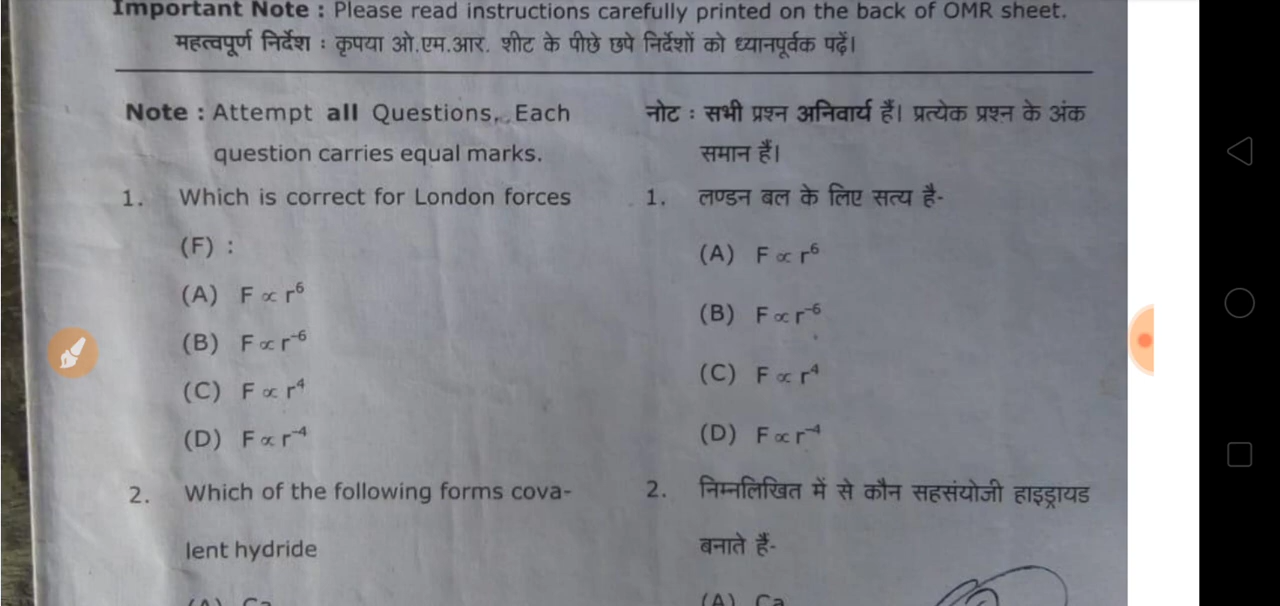 Important Note : Please read instructions carefully printed on the back of OMR sheet.
महत्वपूर्ण निर्देश : कृपया ओ.एम.आर. शीट के पीछे छपे निर्देशों को ध्यानपूर्वक पढ़ें।
Note : Attempt all Questions, Each
question carries equal marks.
1. Which is correct for London forces
(F) :
(A) F ∝ r⁶
(B) F ∝ r⁻⁶
(C) F ∝ r⁴
(D) F ∝ r⁻⁴
2. Which of the following forms cova-
lent hydride
(A) Ca
नोट : सभी प्रश्न अनिवार्य हैं। प्रत्येक प्रश्न के अंक
समान हैं।
1. लण्डन बल के लिए सत्य है-
(A) F ∝ r⁶
(B) F ∝ r⁻⁶
(C) F ∝ r⁴
(D) F ∝ r⁻⁴
2. निम्नलिखित में से कौन सहसंयोजी हाइड्रायड
बनाते हैं-
(A) Ca